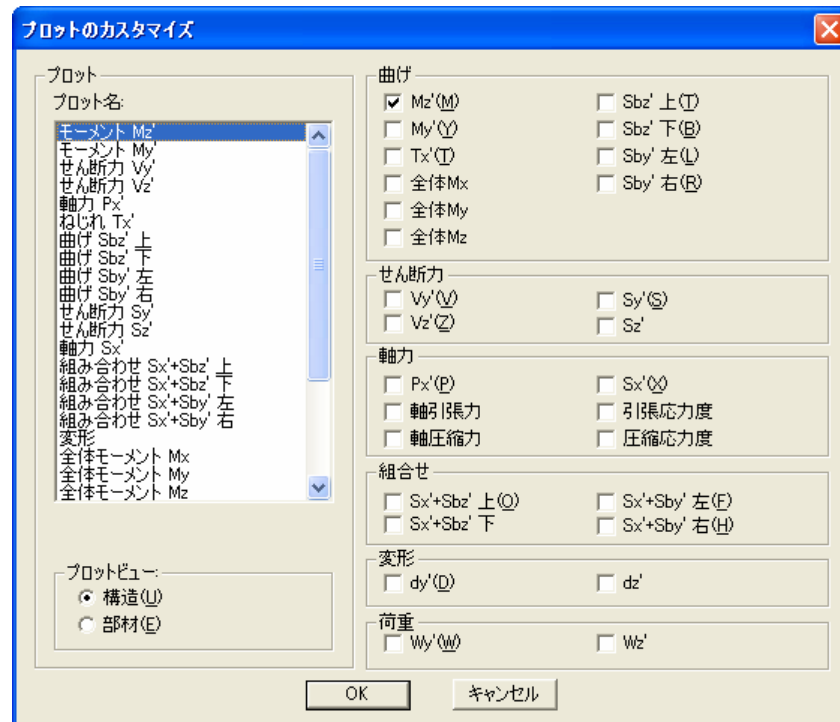 プロットのカスタマイズ
プロット
プロット名:
モーメント Mz'
モーメント My'
せん断力 Vy'
せん断力 Vz'
軸力 Px'
ねじれ Tx'
曲げ Sbz' 上
曲げ Sbz' 下
曲げ Sby' 左
曲げ Sby' 右
せん断力 Sy'
せん断力 Sz'
軸力 Sx'
組み合わせ Sx'+Sbz' 上
組み合わせ Sx'+Sbz' 下
組み合わせ Sx'+Sby' 左
組み合わせ Sx'+Sby' 右
変形
全体モーメント Mx
全体モーメント My
全体モーメント Mz
プロットビュー:
構造(U)
部材(E)
曲げ
Mz'(M) Sbz' 上(T)
My'(Y) Sbz' 下(B)
Tx'(T) Sby' 左(L)
全体Mx Sby' 右(R)
全体My
全体Mz
せん断力
Vy'(V) Sy'(S)
Vz'(Z) Sz'
軸力
Px'(P) Sx'(X)
軸引張力 引張応力度
軸圧縮力 圧縮応力度
組合せ
Sx'+Sbz' 上(O) Sx'+Sby' 左(F)
Sx'+Sbz' 下 Sx'+Sby' 右(H)
変形
dy'(D) dz'
荷重
Wy'(W) Wz'
OK キャンセル